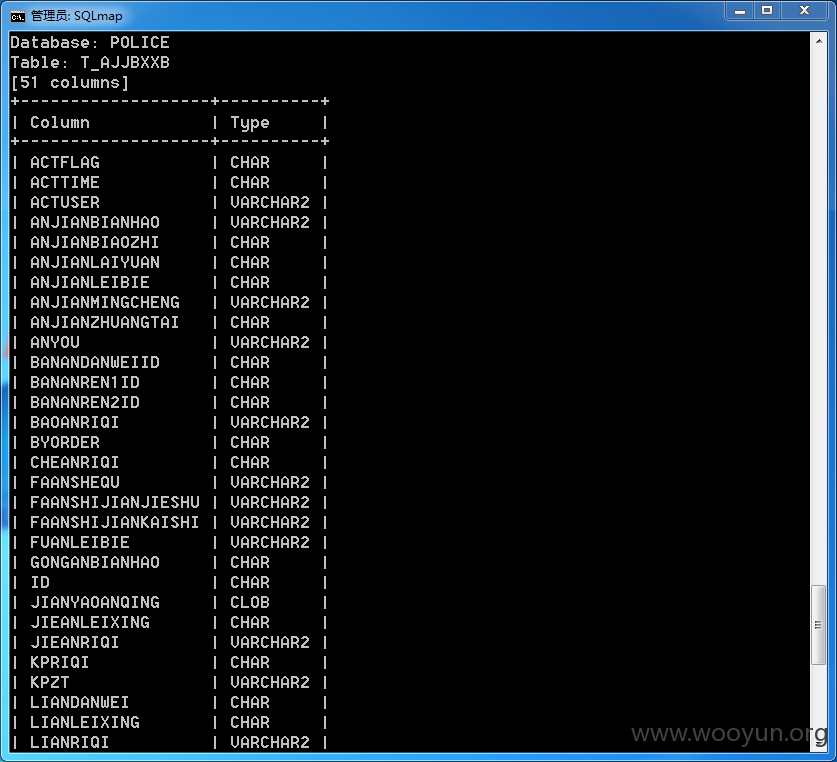 管理员: SQLmap
Database: POLICE
Table: T_AJJBXXB
[51 columns]
+--------------------+----------+
| Column             | Type     |
+--------------------+----------+
| ACTFLAG            | CHAR     |
| ACTTIME            | CHAR     |
| ACTUSER            | VARCHAR2 |
| ANJIANBIANHAO      | VARCHAR2 |
| ANJIANBIAOZHI      | CHAR     |
| ANJIANLAIYUAN      | CHAR     |
| ANJIANLEIBIE       | CHAR     |
| ANJIANMINGCHENG    | VARCHAR2 |
| ANJIANZHUANGTAI    | CHAR     |
| ANYOU              | VARCHAR2 |
| BANANDANWEIID      | CHAR     |
| BANANREN1ID        | CHAR     |
| BANANREN2ID        | CHAR     |
| BAOANRIQI          | VARCHAR2 |
| BYORDER            | CHAR     |
| CHEANRIQI          | CHAR     |
| FAANSHEQU          | VARCHAR2 |
| FAANSHIJIANJIESHU  | VARCHAR2 |
| FAANSHIJIANKAISHI  | VARCHAR2 |
| FUANLEIBIE         | VARCHAR2 |
| GONGANBIANHAO      | CHAR     |
| ID                 | CHAR     |
| JIANYAOANQING      | CLOB     |
| JIEANLEIXING       | CHAR     |
| JIEANRIQI          | VARCHAR2 |
| KPRIQI             | CHAR     |
| KPZT               | VARCHAR2 |
| LIANDANWEI         | CHAR     |
| LIANLEIXING        | CHAR     |
| LIANRIQI           | VARCHAR2 |
www.wooyun.org